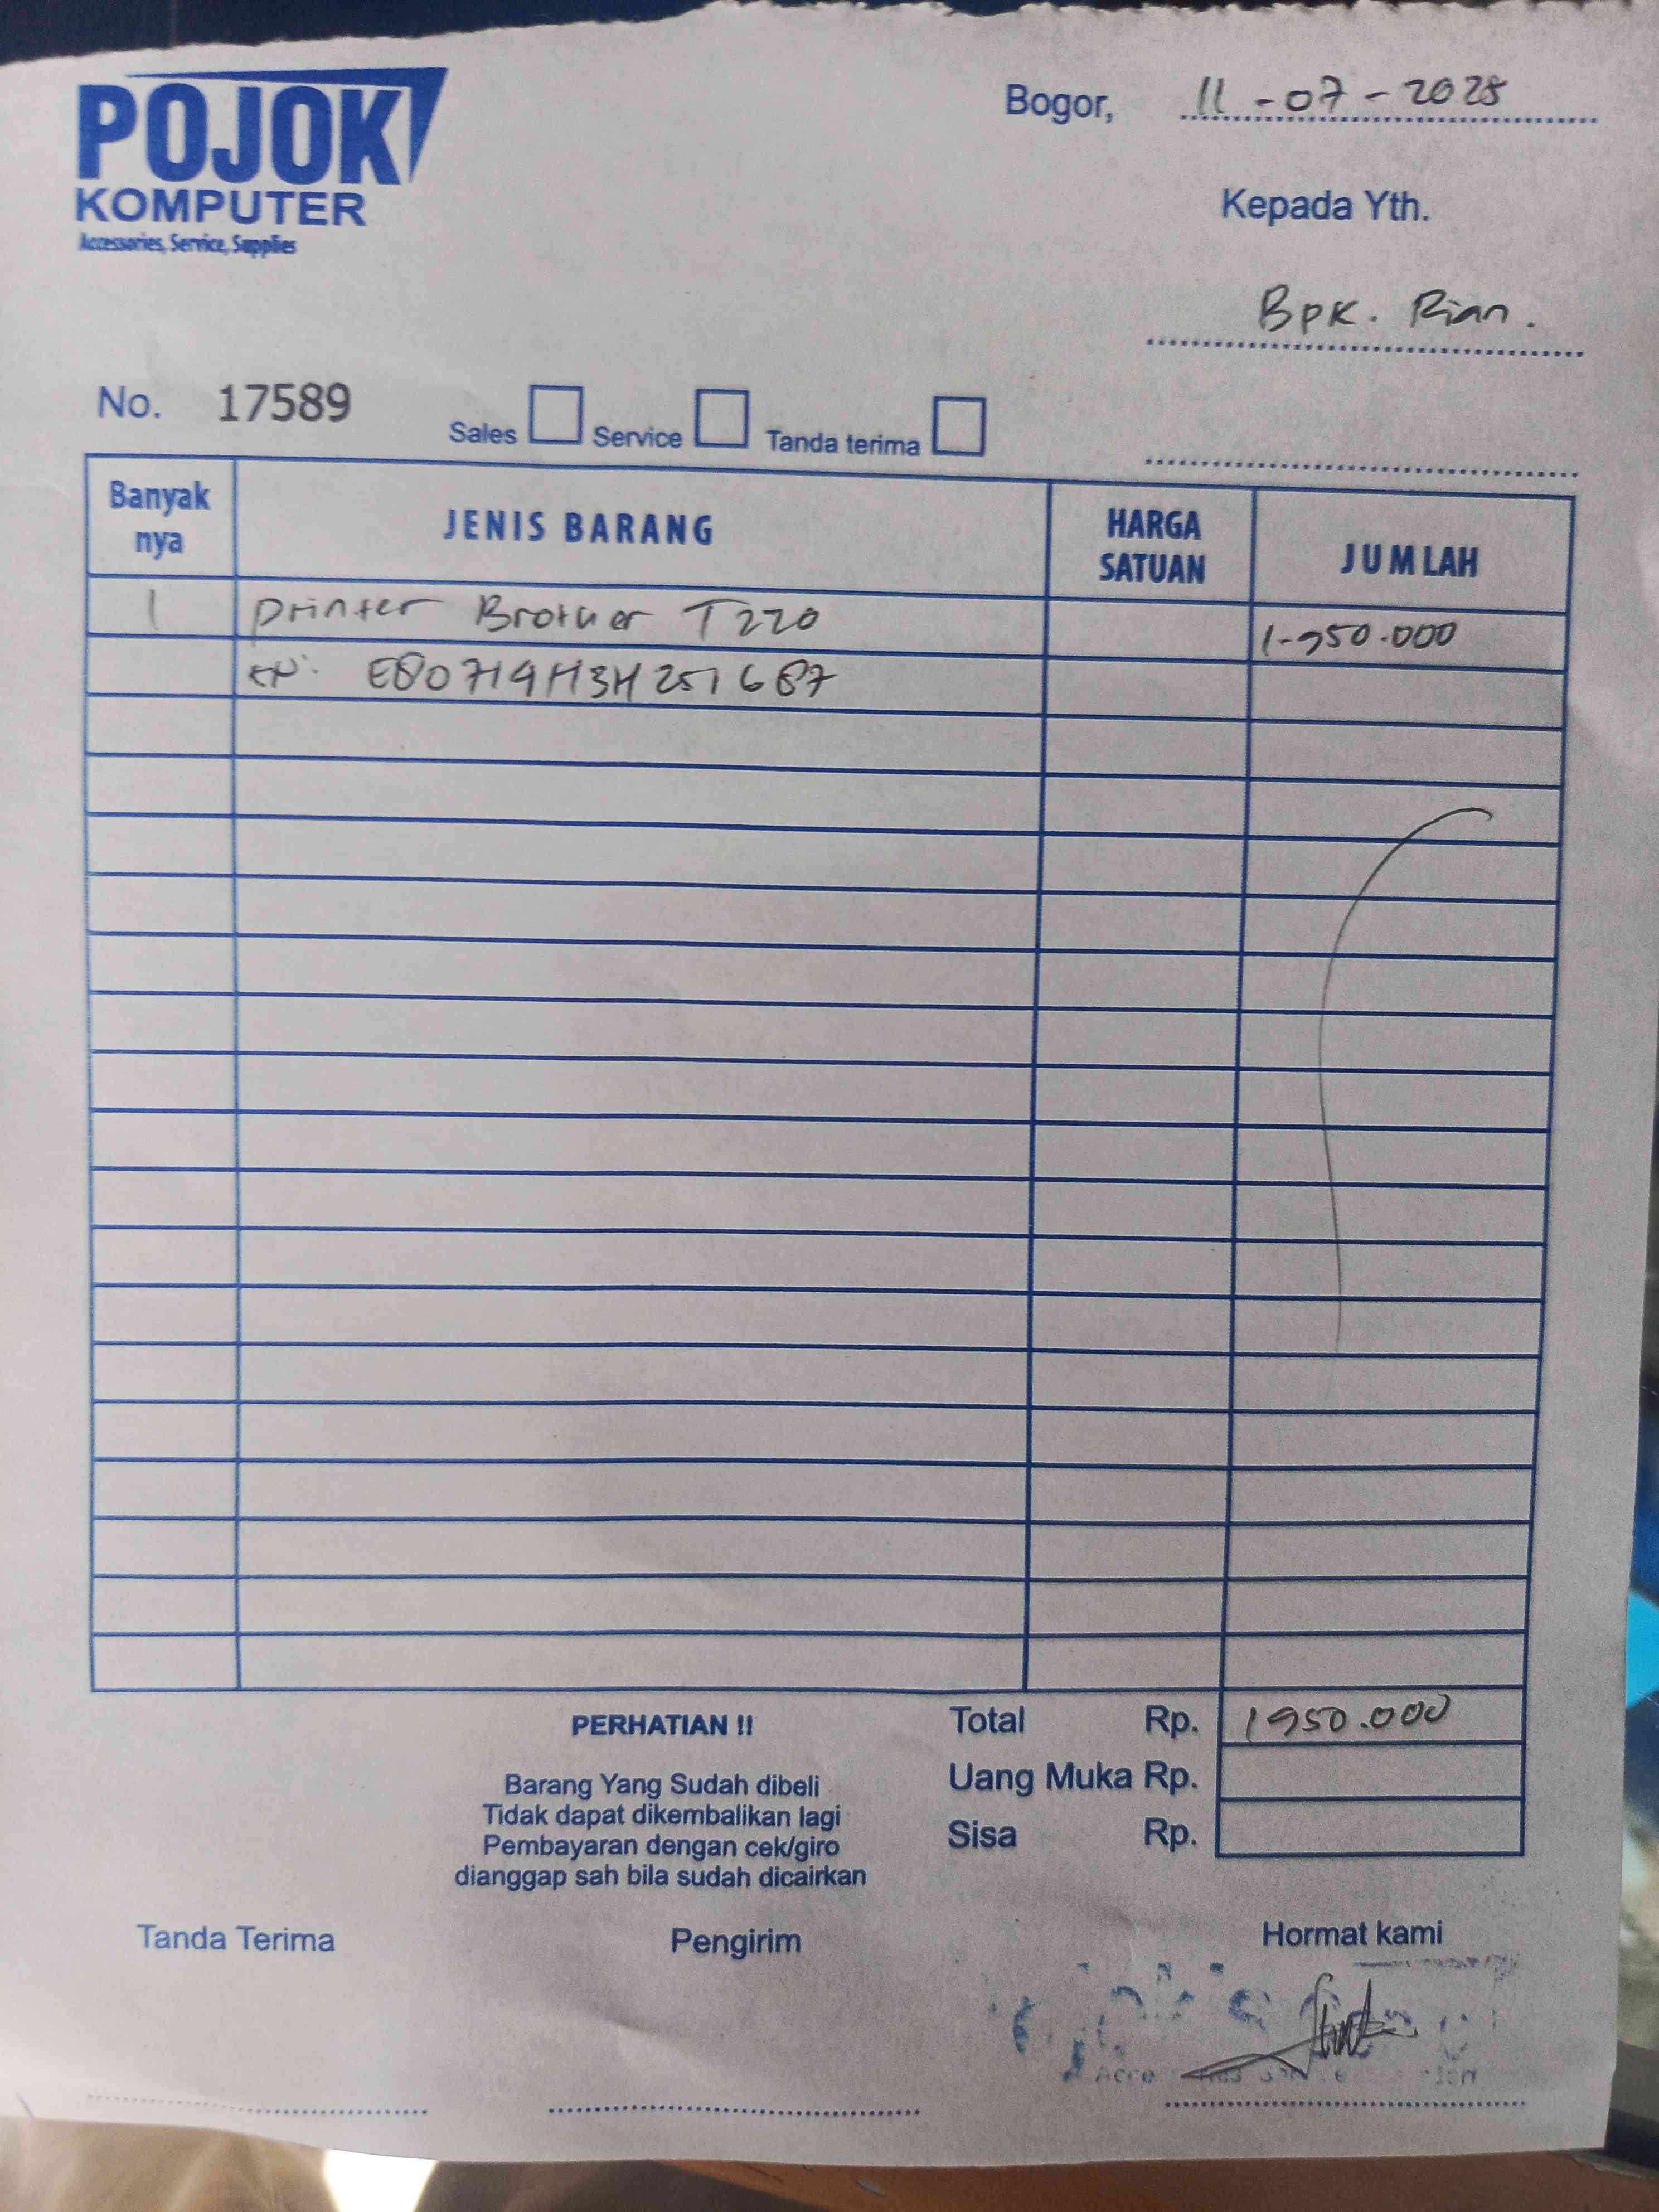 POJOK
KOMPUTER
Accessories, Service, Supplies
Bogor, 11-07-2025
Kepada Yth.
Bpk. Rian.
No. 17589
Sales Service Tanda terima
Banyak nya JENIS BARANG HARGA SATUAN JUMLAH
1 printer Brother T220 1.950.000
SN: E80719H3H251687
PERHATIAN !!
Barang Yang Sudah dibeli
Tidak dapat dikembalikan lagi
Pembayaran dengan cek/giro
dianggap sah bila sudah dicairkan
Total Rp. 1950.000
Uang Muka Rp.
Sisa Rp.
Tanda Terima Pengirim Hormat kami